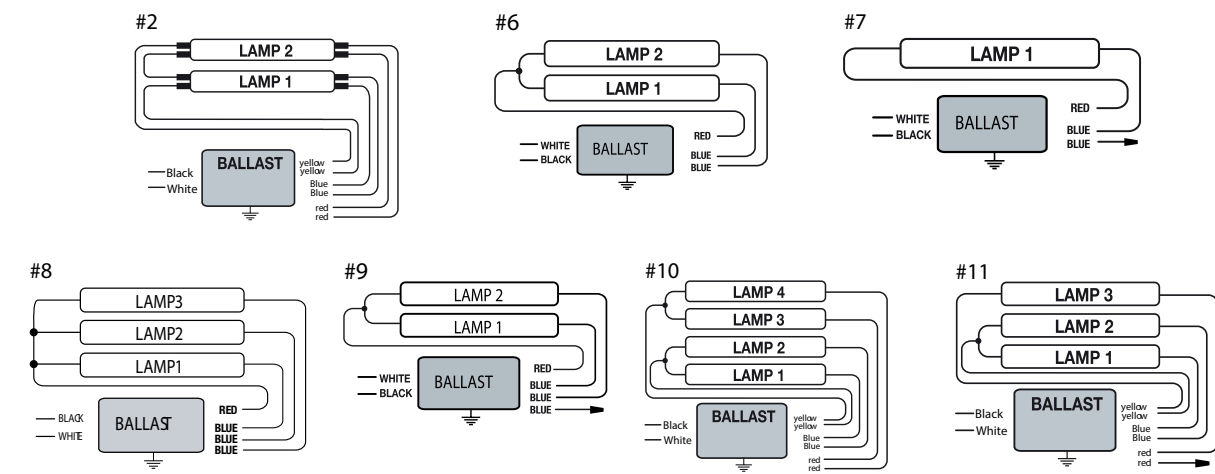 #2
LAMP 2
LAMP 1
BALLAST
Black
White
yellow
yellow
Blue
Blue
red
red
#6
LAMP 2
LAMP 1
WHITE
BLACK
BALLAST
RED
BLUE
BLUE
#7
LAMP 1
WHITE
BLACK
BALLAST
RED
BLUE
BLUE
#8
LAMP3
LAMP2
LAMP1
BLACK
WHITE
BALLAST
RED
BLUE
BLUE
BLUE
#9
LAMP 2
LAMP 1
WHITE
BLACK
BALLAST
RED
BLUE
BLUE
BLUE
#10
LAMP 4
LAMP 3
LAMP 2
LAMP 1
BALLAST
Black
White
yellow
yellow
Blue
Blue
red
red
#11
LAMP 3
LAMP 2
LAMP 1
BALLAST
Black
White
yellow
yellow
Blue
Blue
red
red